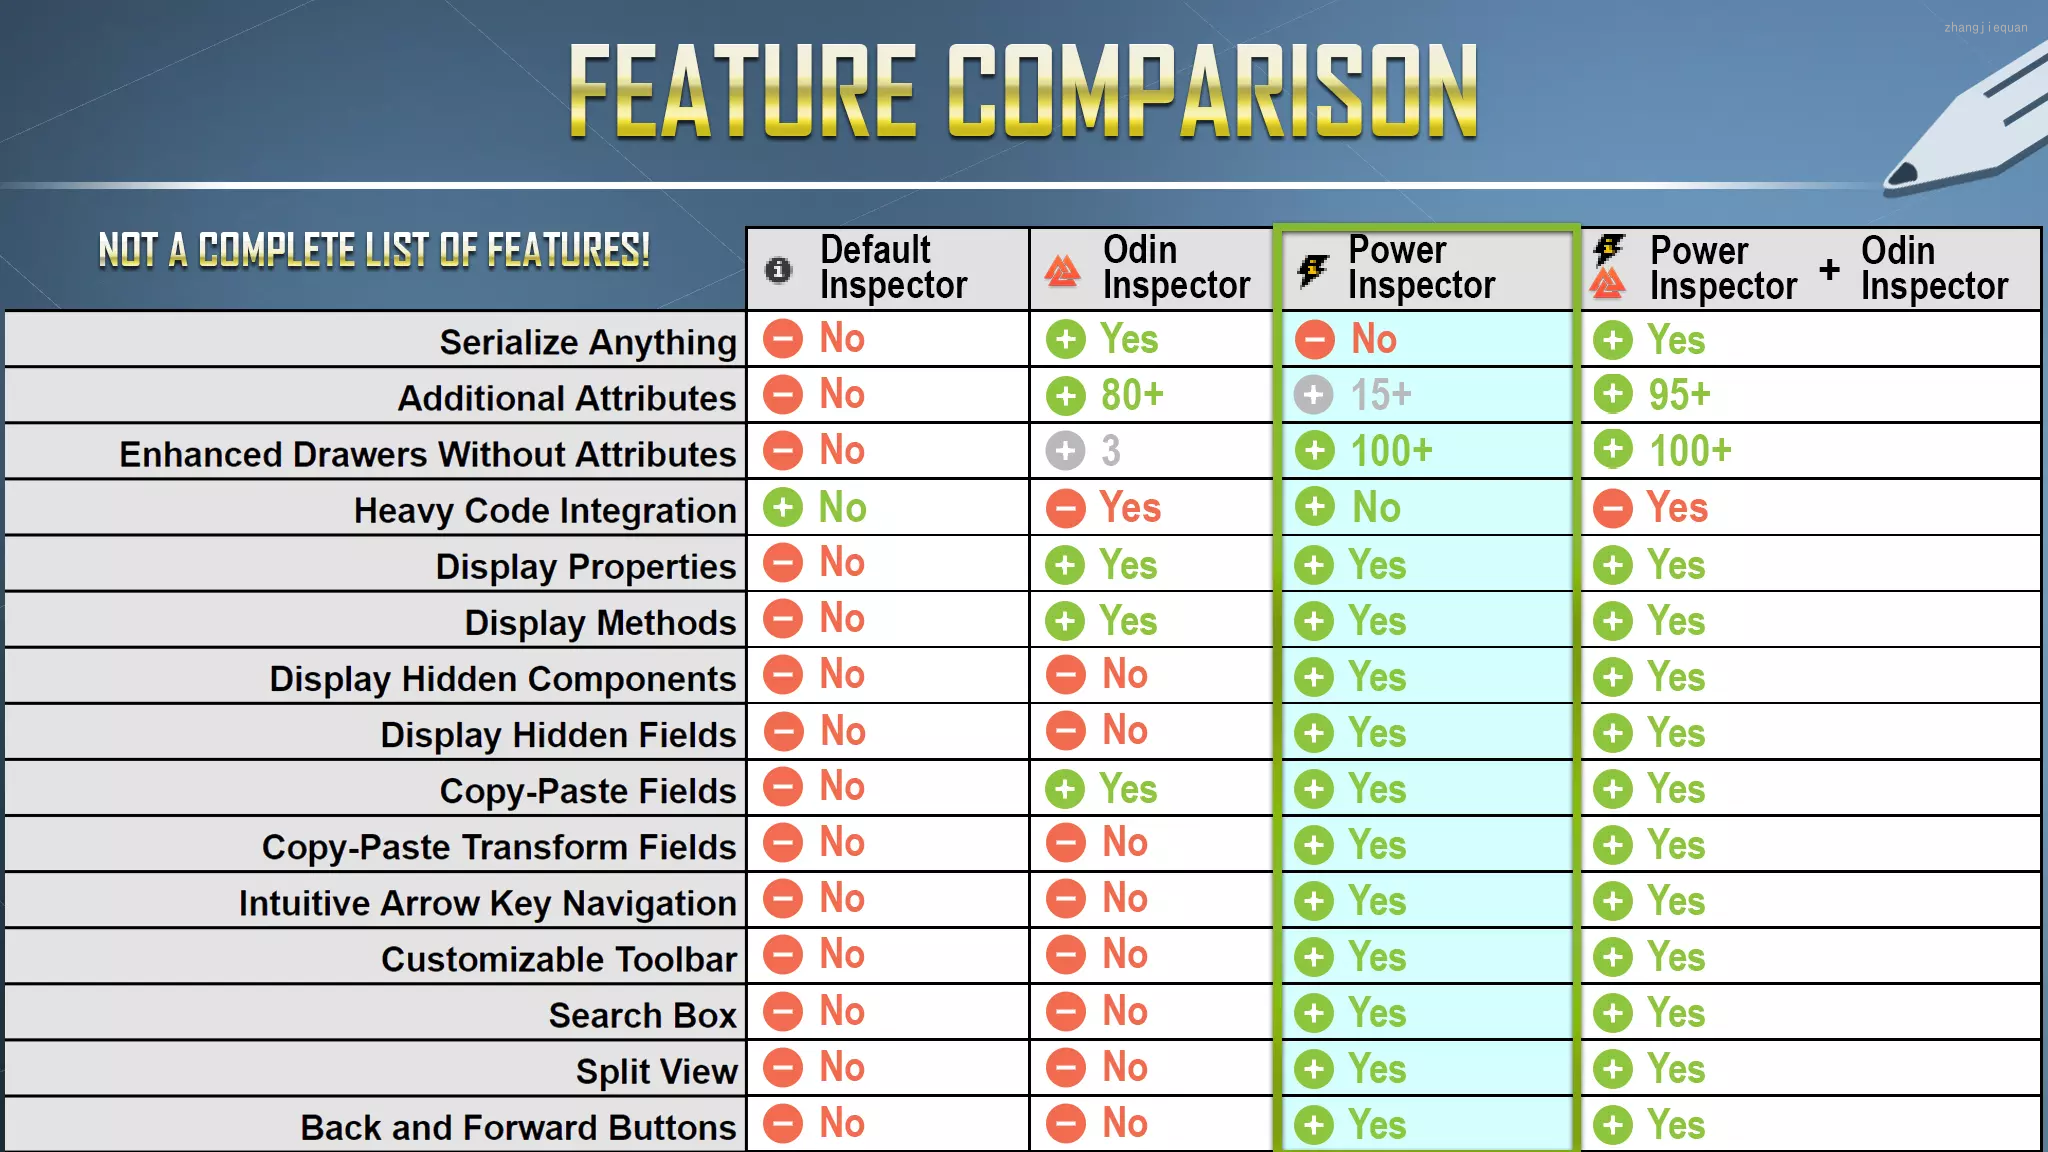 zhangjiequan
FEATURE COMPARISON
NOT A COMPLETE LIST OF FEATURES!
Default Inspector
Odin Inspector
Power Inspector
Power Inspector + Odin Inspector
Serialize Anything No Yes No Yes
Additional Attributes No 80+ 15+ 95+
Enhanced Drawers Without Attributes No 3 100+ 100+
Heavy Code Integration No Yes No Yes
Display Properties No Yes Yes Yes
Display Methods No Yes Yes Yes
Display Hidden Components No No Yes Yes
Display Hidden Fields No No Yes Yes
Copy-Paste Fields No Yes Yes Yes
Copy-Paste Transform Fields No No Yes Yes
Intuitive Arrow Key Navigation No No Yes Yes
Customizable Toolbar No No Yes Yes
Search Box No No Yes Yes
Split View No No Yes Yes
Back and Forward Buttons No No Yes Yes